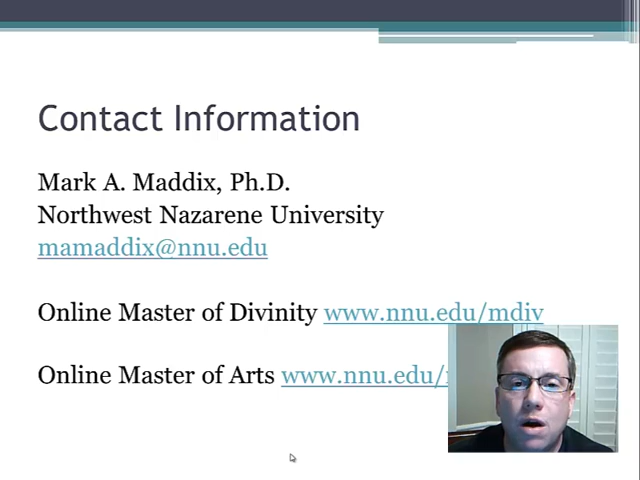 Contact Information
Mark A. Maddix, Ph.D.
Northwest Nazarene University
mamaddix@nnu.edu
Online Master of Divinity www.nnu.edu/mdiv
Online Master of Arts www.nnu.edu/